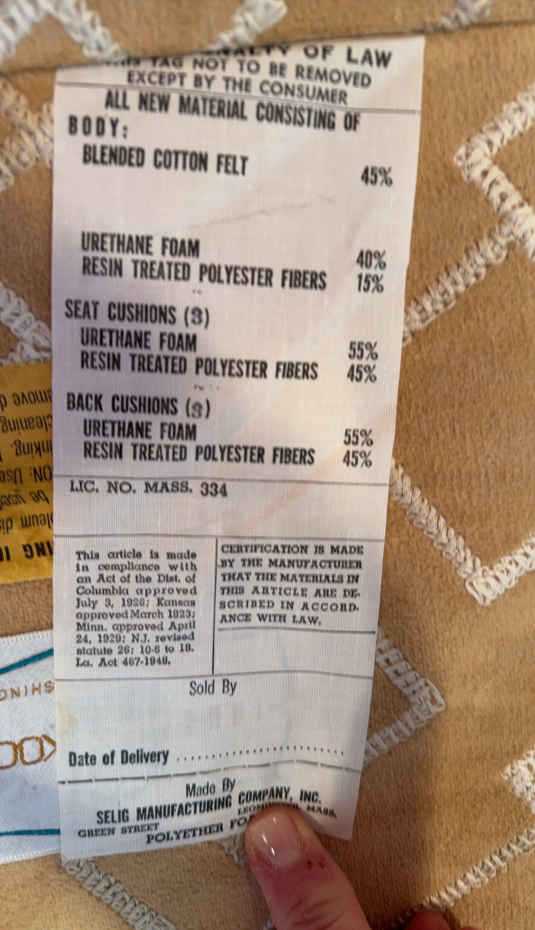 OF LAW
TAG NOT TO BE REMOVED
EXCEPT BY THE CONSUMER
ALL NEW MATERIAL CONSISTING OF
BODY:
BLENDED COTTON FELT 45%
URETHANE FOAM 40%
RESIN TREATED POLYESTER FIBERS 15%
SEAT CUSHIONS (3)
URETHANE FOAM 55%
RESIN TREATED POLYESTER FIBERS 45%
BACK CUSHIONS (3)
URETHANE FOAM 55%
RESIN TREATED POLYESTER FIBERS 45%
LIC. NO. MASS. 334
This article is made
in compliance with
an Act of the Dist. of
Columbia approved
July 3, 1926; Kansas
approved March 1923;
Minn. approved April
24, 1929; N.J. revised
statute 26: 10-6 to 18.
La. Act 467-1948.
CERTIFICATION IS MADE
BY THE MANUFACTURER
THAT THE MATERIALS IN
THIS ARTICLE ARE DE-
SCRIBED IN ACCORD-
ANCE WITH LAW.
Sold By
Date of Delivery
Made By
SELIG MANUFACTURING COMPANY, INC.
GREEN STREET MASS.
POLYETHER